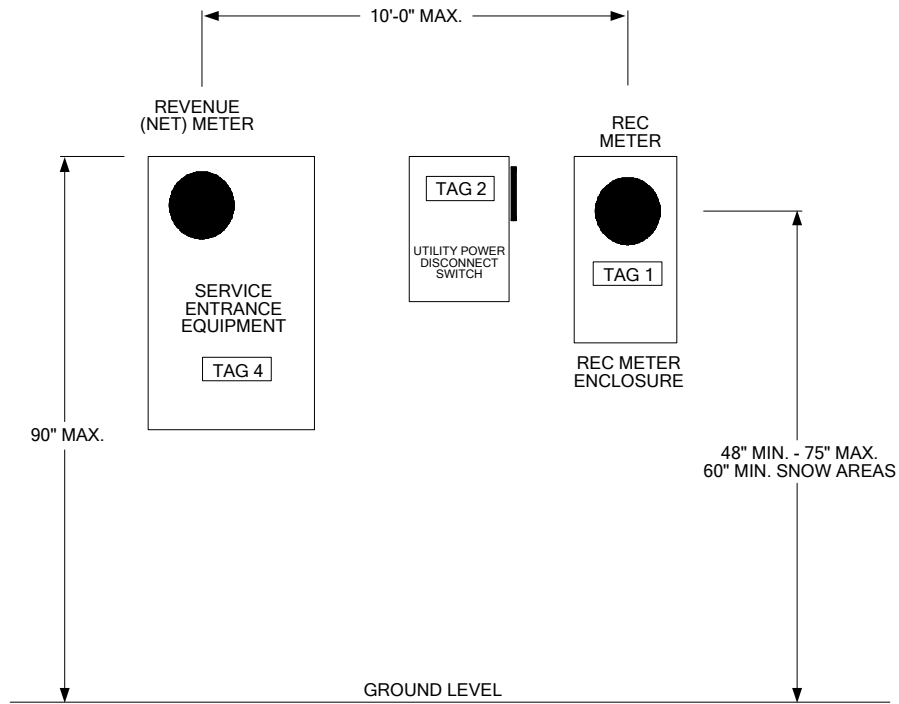 10'-0" MAX.
REVENUE
(NET) METER
REC
METER
TAG 2
UTILITY POWER
DISCONNECT
SWITCH
TAG 1
SERVICE
ENTRANCE
EQUIPMENT
TAG 4
REC METER
ENCLOSURE
90" MAX.
48" MIN. - 75" MAX.
60" MIN. SNOW AREAS
GROUND LEVEL